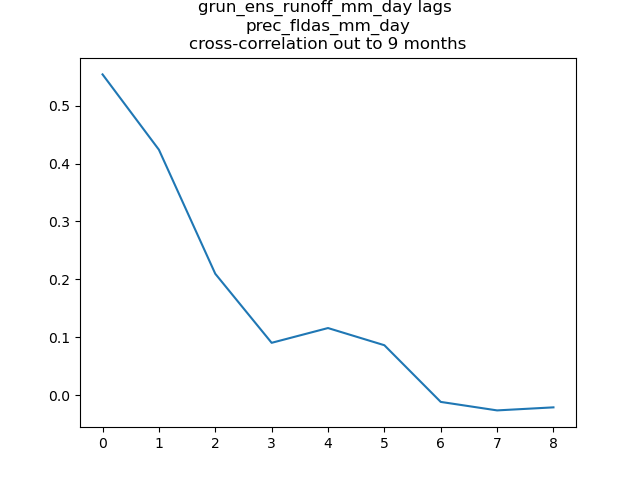 grun_ens_runoff_mm_day lags
prec_fldas_mm_day
cross-correlation out to 9 months
0.5
0.4
0.3
0.2
0.1
0.0
0 1 2 3 4 5 6 7 8